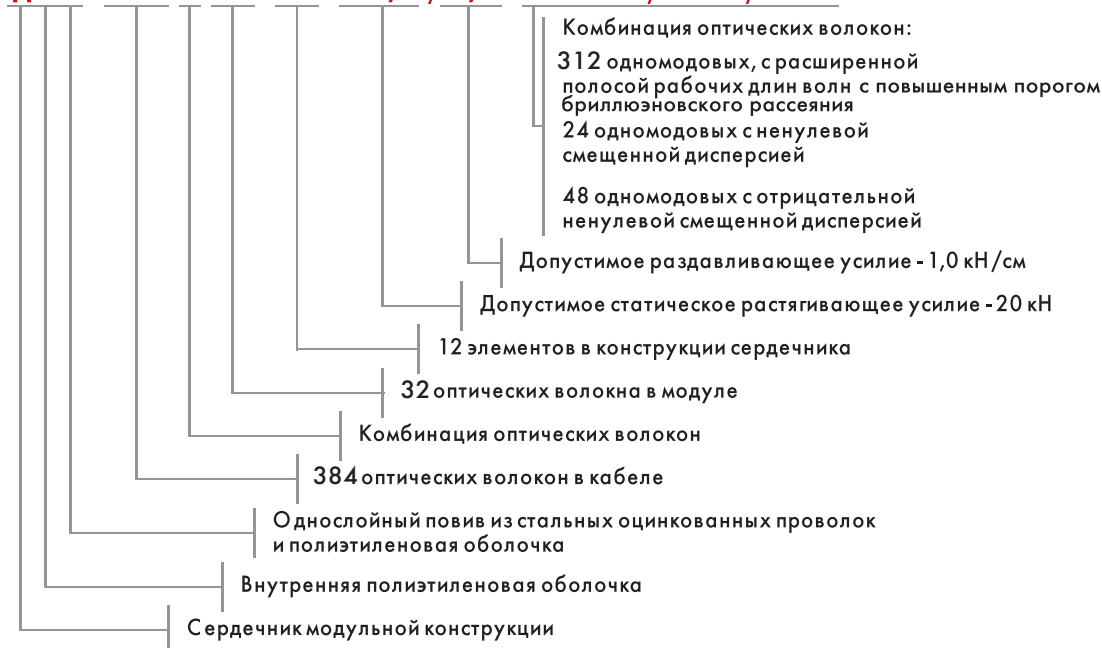 Комбинация оптических волокон:
312 одномодовых, с расширенной
полосой рабочих длин волн с повышенным порогом
бриллюэновского рассеяния
24 одномодовых с ненулевой
смещенной дисперсией
48 одномодовых с отрицательной
ненулевой смещенной дисперсией
Допустимое раздавливающее усилие - 1,0 кН/см
Допустимое статическое растягивающее усилие - 20 кН
12 элементов в конструкции сердечника
32 оптических волокна в модуле
Комбинация оптических волокон
384 оптических волокон в кабеле
Однослойный повив из стальных оцинкованных проволок
и полиэтиленовая оболочка
Внутренняя полиэтиленовая оболочка
Сердечник модульной конструкции